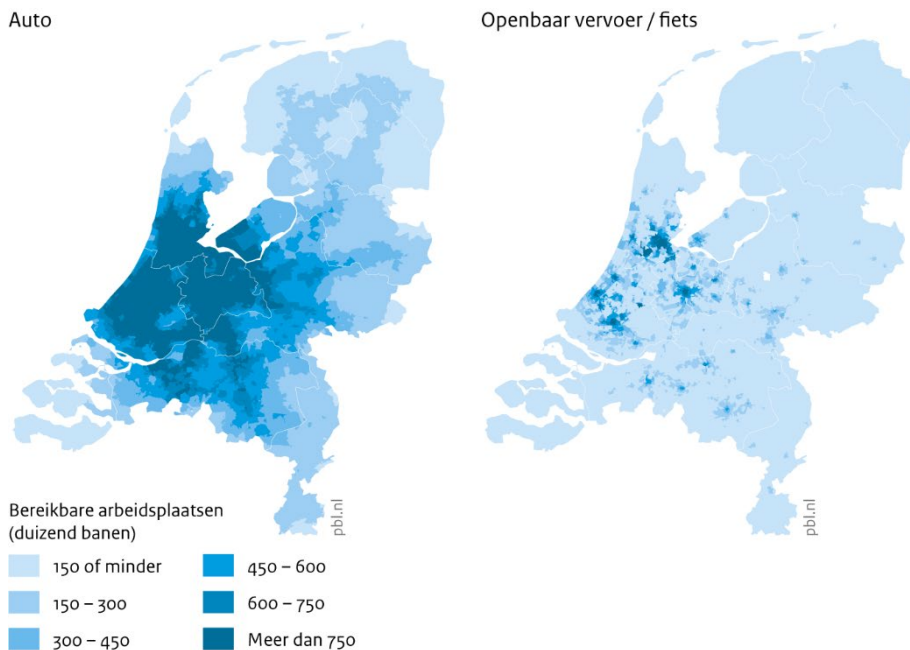 Auto
Openbaar vervoer / fiets
pbl.nl
pbl.nl
Bereikbare arbeidsplaatsen
(duizend banen)
150 of minder
150 – 300
300 – 450
450 – 600
600 – 750
Meer dan 750